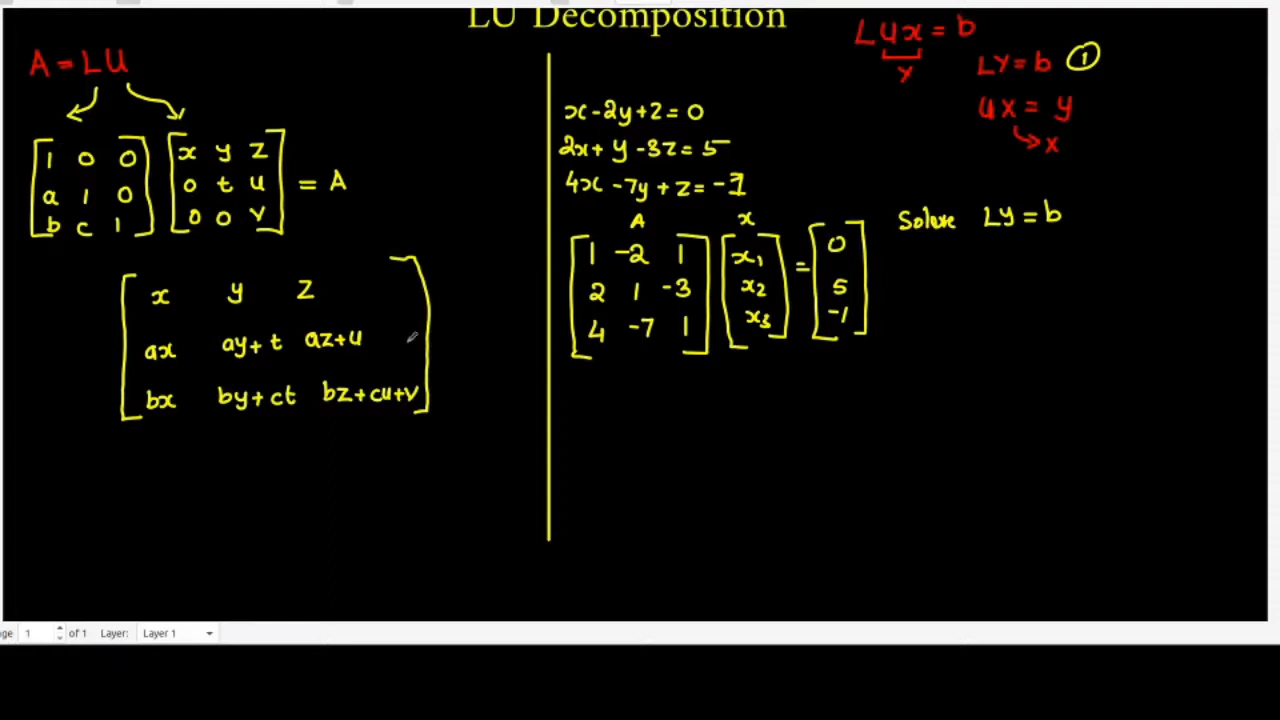 LU Decomposition
A = LU
[1 0 0] [x y z]
[a 1 0] [0 t u] = A
[b c 1] [0 0 v]
[x y z]
[ax ay+t az+u]
[bx by+ct bz+cu+v]
x-2y+z=0
2x+y-3z=5
4x-7y+z=-1
A x
[1 -2 1] [x1] [0]
[2 1 -3] [x2] = [5]
[4 -7 1] [x3] [-1]
Lux=b
Y
LY=b 1
ux=y
x
Solve LY=b
age 1 of 1 Layer: Layer 1